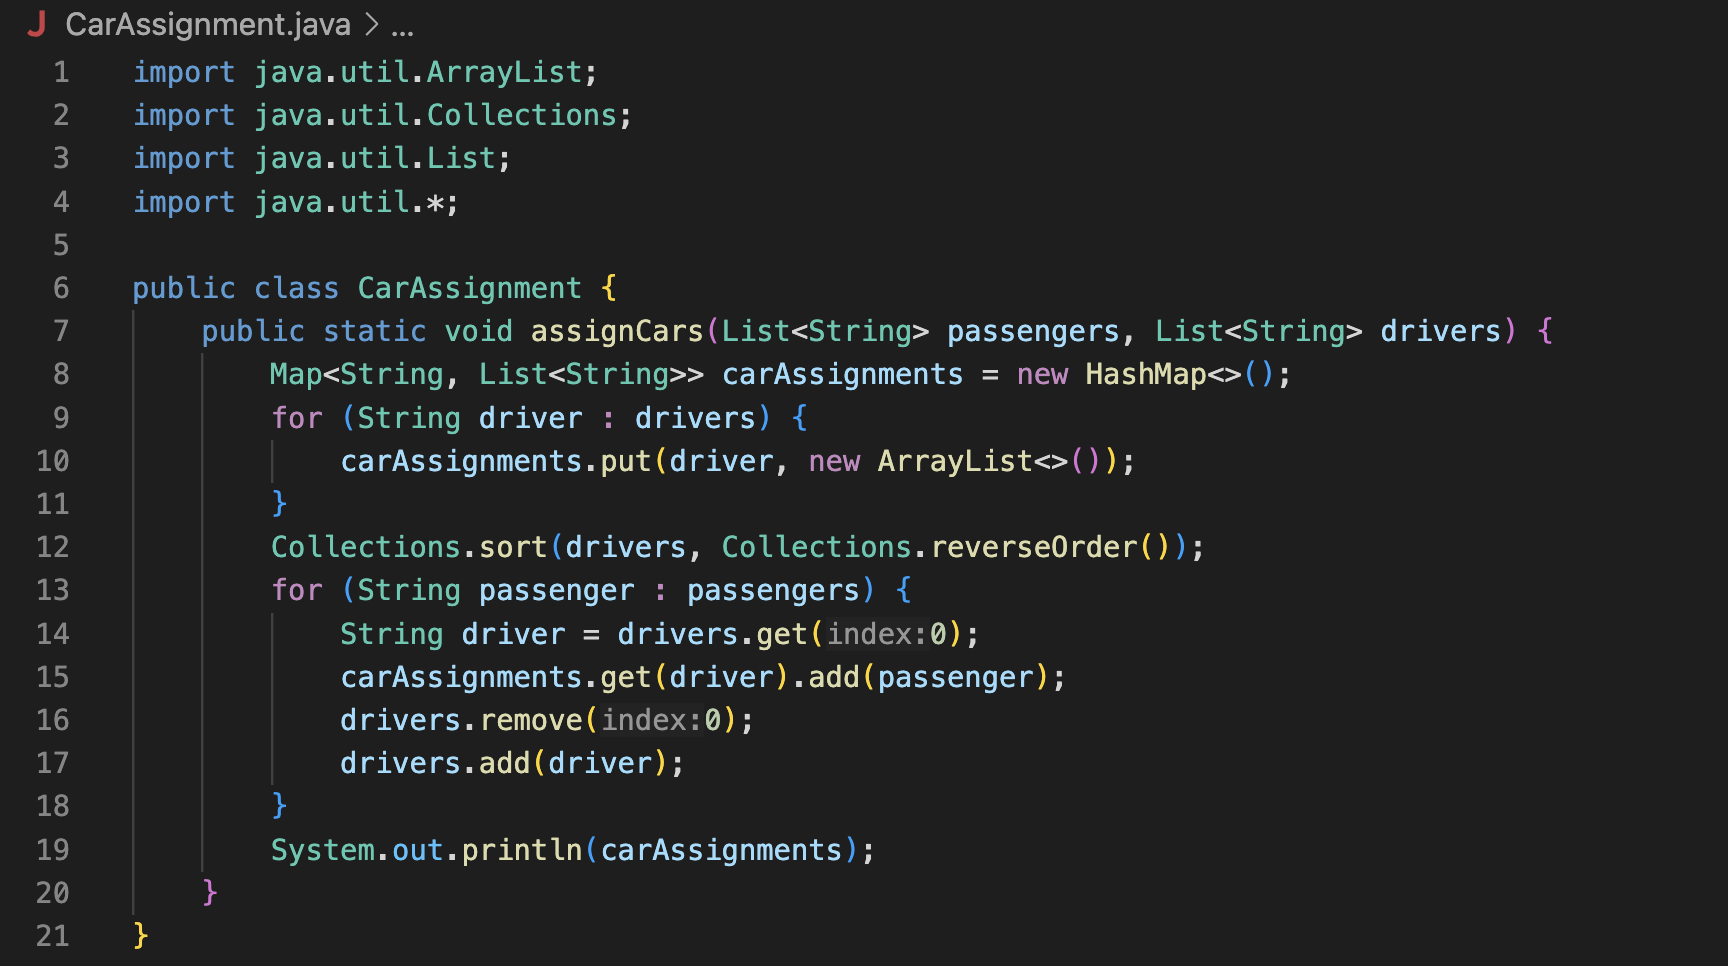 J CarAssignment.java > ...
1 import java.util.ArrayList;
2 import java.util.Collections;
3 import java.util.List;
4 import java.util.*;
5
6 public class CarAssignment {
7     public static void assignCars(List<String> passengers, List<String> drivers) {
8         Map<String, List<String>> carAssignments = new HashMap<>();
9         for (String driver : drivers) {
10             carAssignments.put(driver, new ArrayList<>());
11         }
12         Collections.sort(drivers, Collections.reverseOrder());
13         for (String passenger : passengers) {
14             String driver = drivers.get(index:0);
15             carAssignments.get(driver).add(passenger);
16             drivers.remove(index:0);
17             drivers.add(driver);
18         }
19         System.out.println(carAssignments);
20     }
21 }